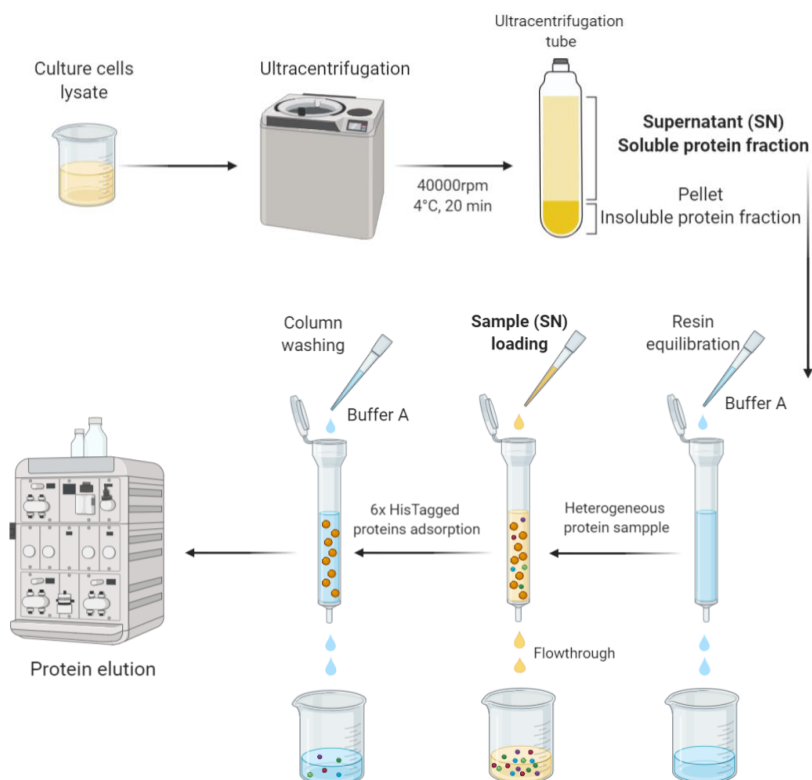 Culture cells
lysate
Ultracentrifugation
40000rpm
4°C, 20 min
Ultracentrifugation
tube
Supernatant (SN)
Soluble protein fraction
Pellet
Insoluble protein fraction
Resin
equilibration
Buffer A
Heterogeneous
protein sampple
Sample (SN)
loading
Flowthrough
6x HisTagged
proteins adsorption
Column
washing
Buffer A
Protein elution